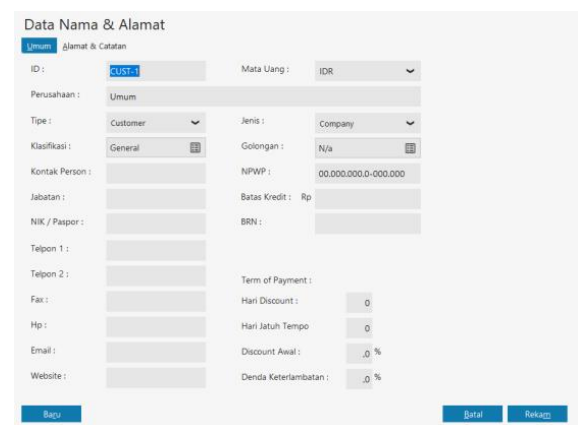 Data Nama & Alamat
Umum Alamat & Catatan
ID : CUST-1 Mata Uang : IDR
Perusahaan : Umum
Tipe : Customer Jenis : Company
Klasifikasi : General Golongan : N/a
Kontak Person : NPWP : 00.000.000.0-000.000
Jabatan : Batas Kredit : Rp
NIK / Paspor : BRN :
Telpon 1 :
Telpon 2 : Term of Payment :
Fax : Hari Discount : 0
Hp : Hari Jatuh Tempo 0
Email : Discount Awal : .0 %
Website : Denda Keterlambatan : .0 %
Baru Batal Rekam